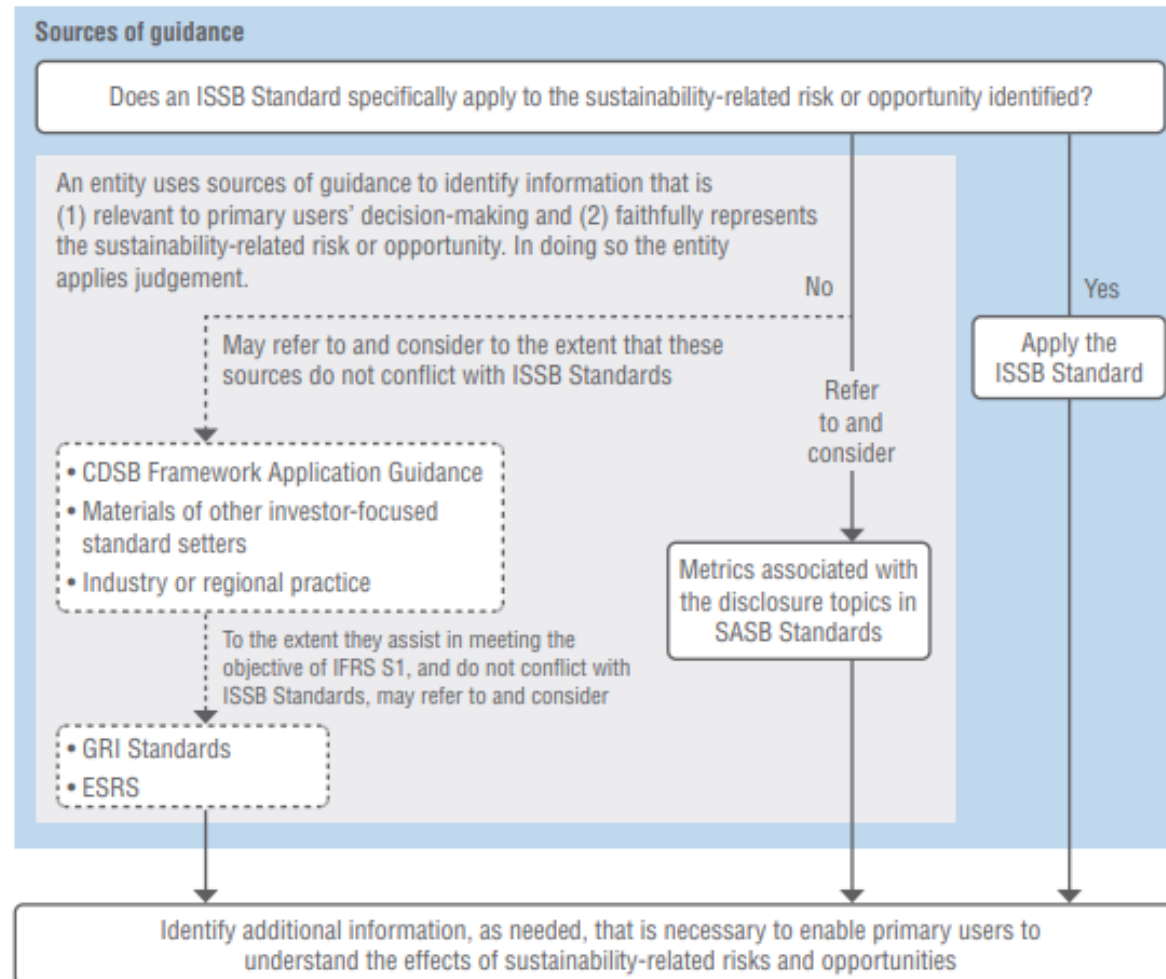 Sources of guidance
Does an ISSB Standard specifically apply to the sustainability-related risk or opportunity identified?
An entity uses sources of guidance to identify information that is
(1) relevant to primary users’ decision-making and (2) faithfully represents
the sustainability-related risk or opportunity. In doing so the entity
applies judgement.
No
Yes
May refer to and consider to the extent that these
sources do not conflict with ISSB Standards
Refer
to and
consider
Apply the
ISSB Standard
• CDSB Framework Application Guidance
• Materials of other investor-focused
standard setters
• Industry or regional practice
Metrics associated with
the disclosure topics in
SASB Standards
To the extent they assist in meeting the
objective of IFRS S1, and do not conflict with
ISSB Standards, may refer to and consider
• GRI Standards
• ESRS
Identify additional information, as needed, that is necessary to enable primary users to
understand the effects of sustainability-related risks and opportunities